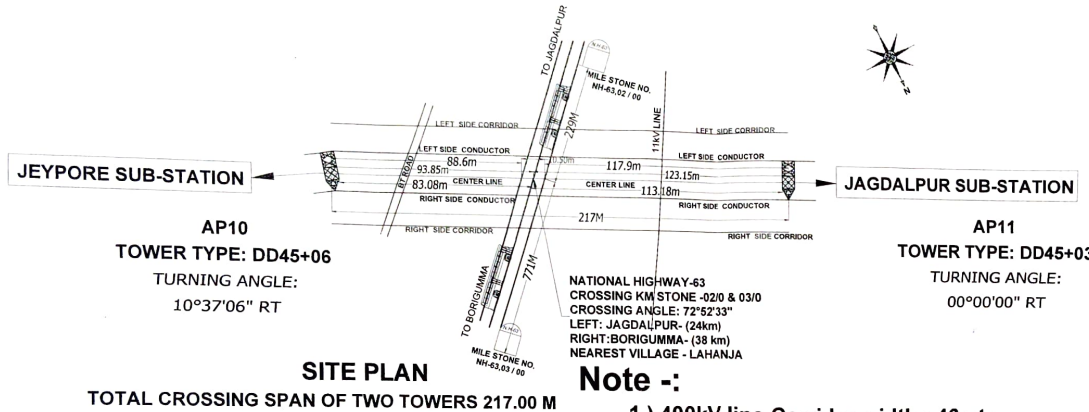 TO JAGDALPUR
N.H-63
MILE STONE NO.
NH-63,02 / 00
229M
11kV LINE
LEFT SIDE CORRIDOR
LEFT SIDE CORRIDOR
LEFT SIDE CONDUCTOR
LEFT SIDE CONDUCTOR
88.6m
117.9m
93.85m
123.15m
BT ROAD
83.08m
CENTER LINE
CENTER LINE
113.18m
JEYPORE SUB-STATION
JAGDALPUR SUB-STATION
RIGHT SIDE CONDUCTOR
RIGHT SIDE CONDUCTOR
217M
RIGHT SIDE CORRIDOR
RIGHT SIDE CORRIDOR
AP10
TOWER TYPE: DD45+06
TURNING ANGLE:
10°37'06" RT
AP11
TOWER TYPE: DD45+03
TURNING ANGLE:
00°00'00" RT
N
TO BORIGUMMA
771M
MILE STONE NO.
NH-63,03 / 00
NATIONAL HIGHWAY-63
CROSSING KM STONE -02/0 & 03/0
CROSSING ANGLE: 72°52'33"
LEFT: JAGDALPUR- (24km)
RIGHT:BORIGUMMA- (38 km)
NEAREST VILLAGE - LAHANJA
SITE PLAN
TOTAL CROSSING SPAN OF TWO TOWERS 217.00 M
Note -: